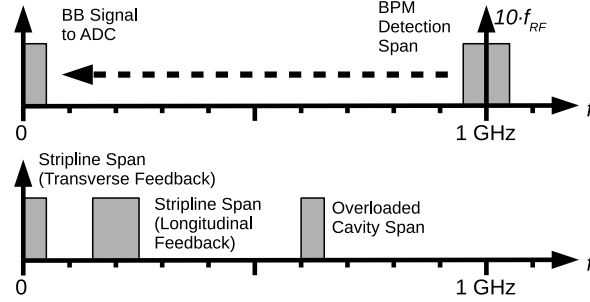 BB Signal
to ADC
BPM
Detection
Span
10·f_RF
0
1 GHz
f
Stripline Span
(Transverse Feedback)
Stripline Span
(Longitudinal
Feedback)
Overloaded
Cavity Span
0
1 GHz
f